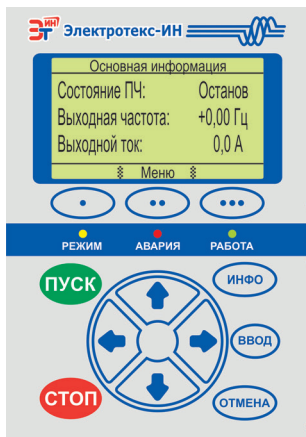 ЭТ ИН Электротекс-ИН
Основная информация
Состояние ПЧ: Останов
Выходная частота: +0,00 Гц
Выходной ток: 0,0 А
Меню
РЕЖИМ АВАРИЯ РАБОТА
ПУСК
ИНФО
ВВОД
СТОП
ОТМЕНА